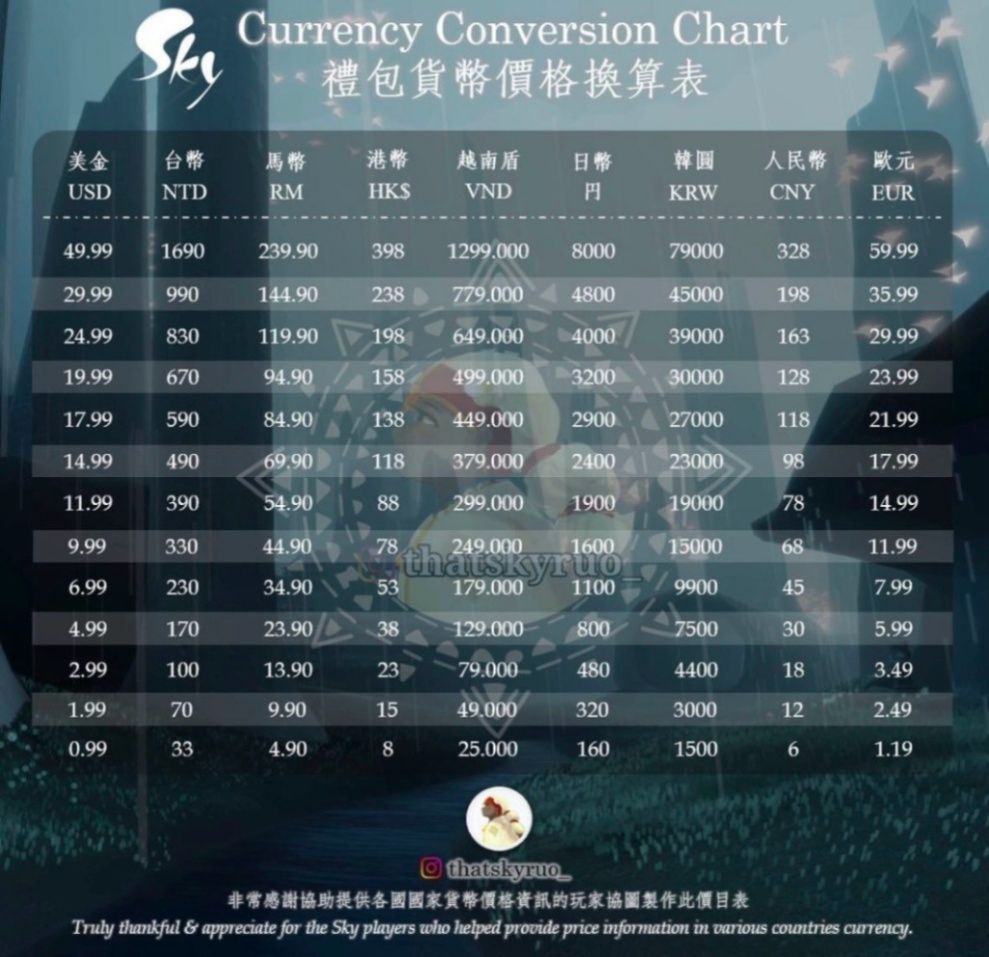 Sky Currency Conversion Chart
禮包貨幣價格換算表
美金 台幣 馬幣 港幣 越南盾 日幣 韓圓 人民幣 歐元
USD NTD RM HK$ VND 円 KRW CNY EUR
49.99 1690 239.90 398 1299.000 8000 79000 328 59.99
29.99 990 144.90 238 779.000 4800 45000 198 35.99
24.99 830 119.90 198 649.000 4000 39000 163 29.99
19.99 670 94.90 158 499.000 3200 30000 128 23.99
17.99 590 84.90 138 449.000 2900 27000 118 21.99
14.99 490 69.90 118 379.000 2400 23000 98 17.99
11.99 390 54.90 88 299.000 1900 19000 78 14.99
9.99 330 44.90 78 249.000 1600 15000 68 11.99
thatskyruo_
6.99 230 34.90 53 179.000 1100 9900 45 7.99
4.99 170 23.90 38 129.000 800 7500 30 5.99
2.99 100 13.90 23 79.000 480 4400 18 3.49
1.99 70 9.90 15 49.000 320 3000 12 2.49
0.99 33 4.90 8 25.000 160 1500 6 1.19
thatskyruo_
非常感謝協助提供各國國家貨幣價格資訊的玩家協圖製作此價目表
Truly thankful & appreciate for the Sky players who helped provide price information in various countries currency.